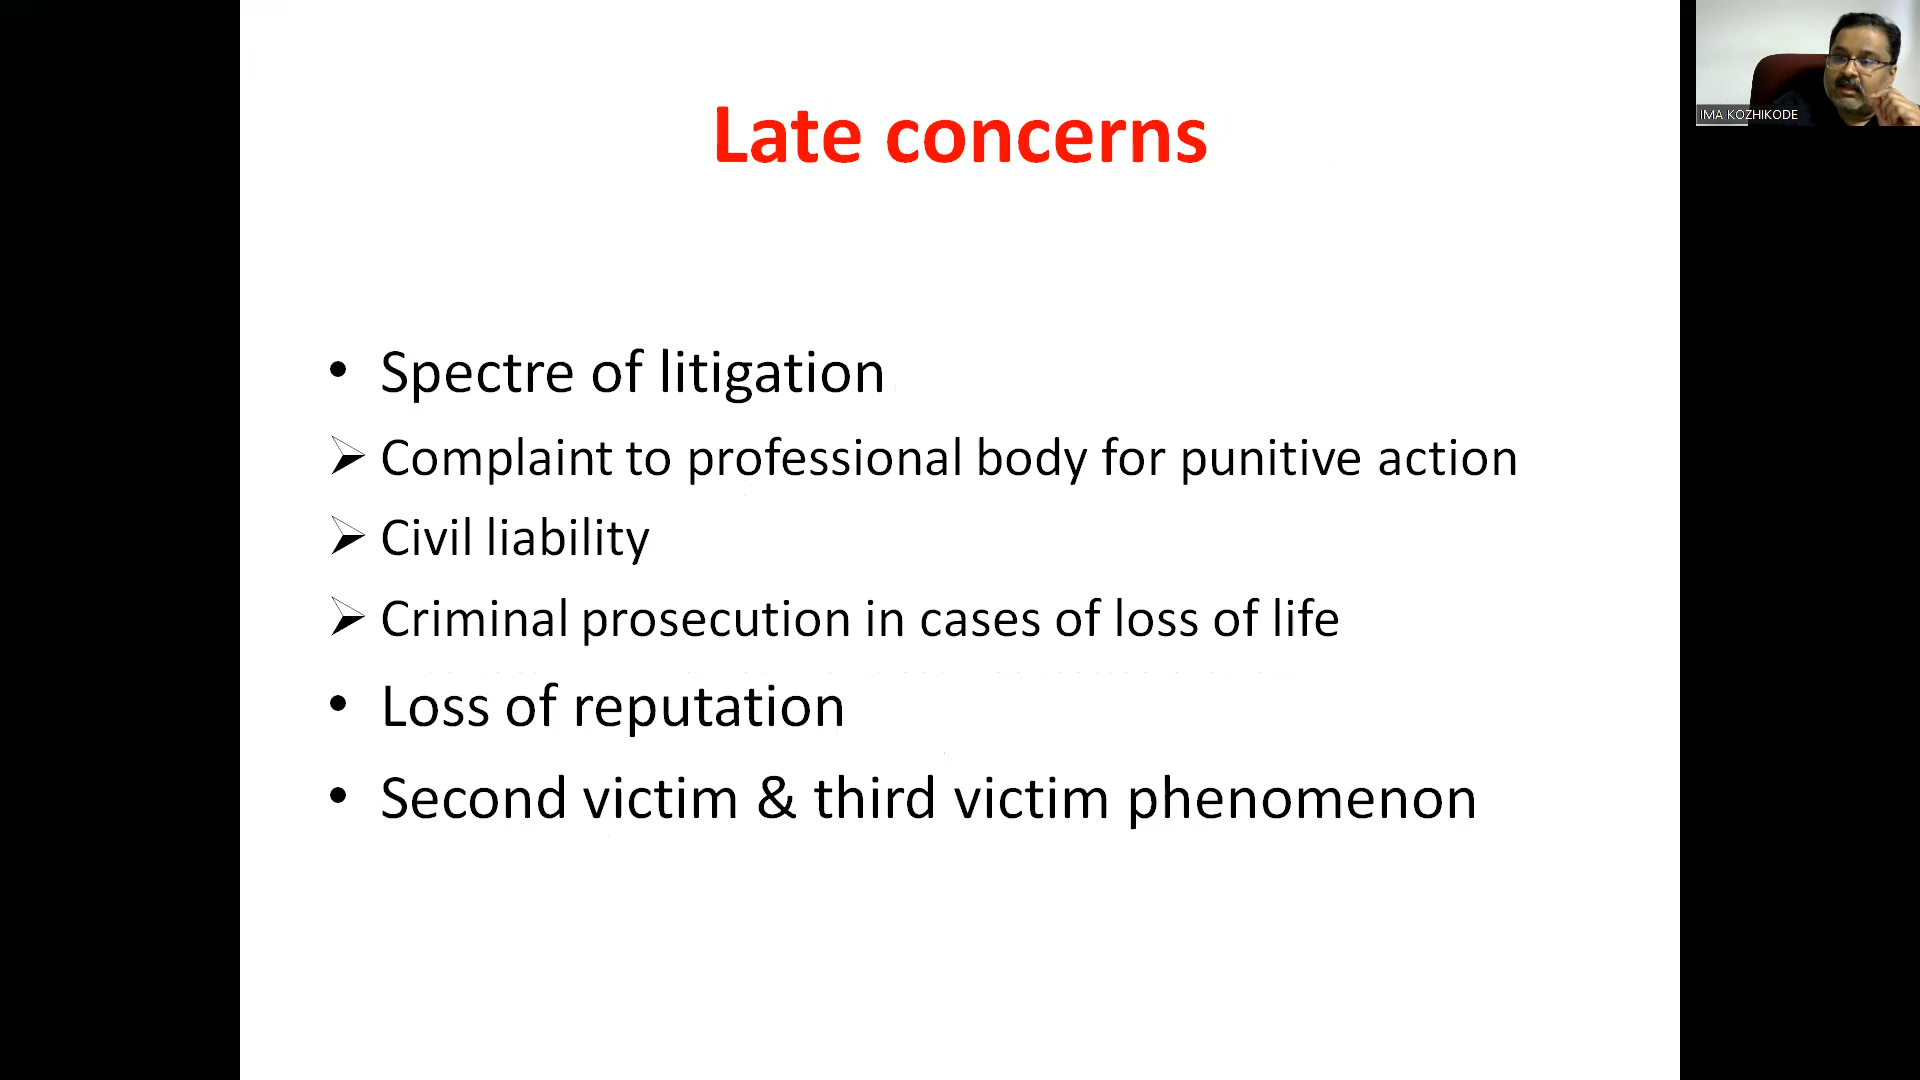 Late concerns
IMA KOZHIKODE
• Spectre of litigation
➢ Complaint to professional body for punitive action
➢ Civil liability
➢ Criminal prosecution in cases of loss of life
• Loss of reputation
• Second victim & third victim phenomenon